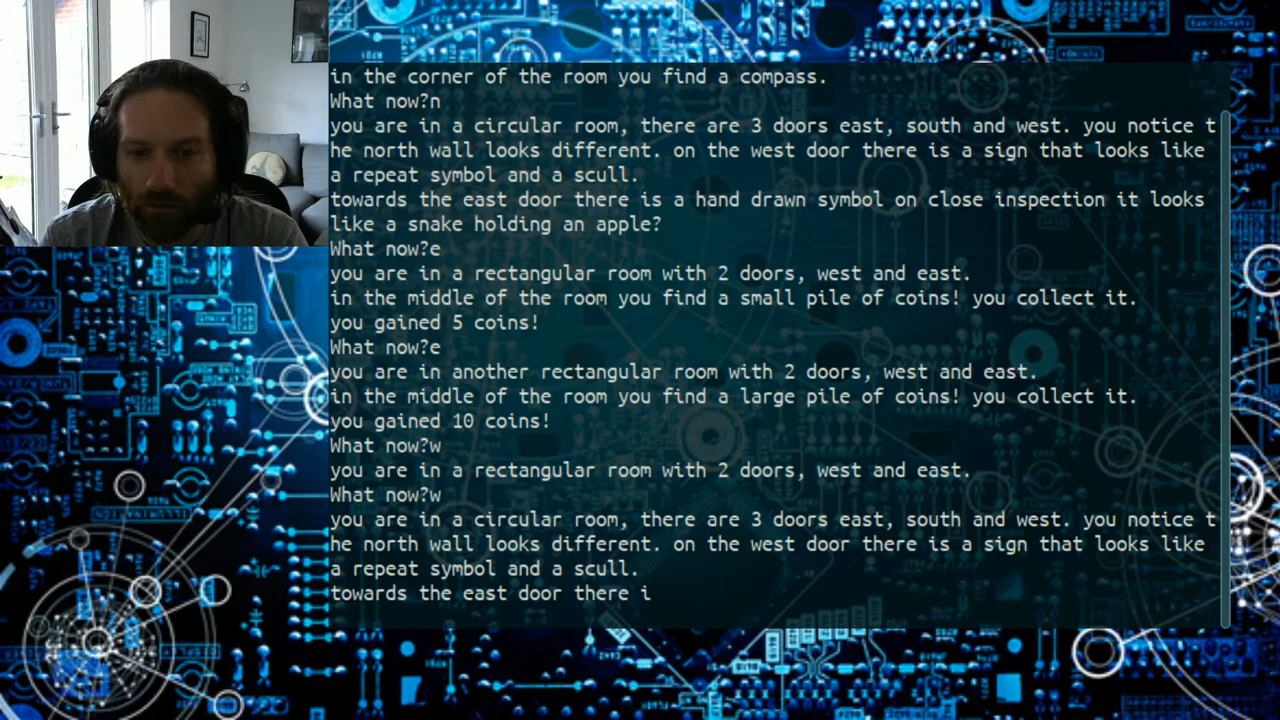 in the corner of the room you find a compass.
What now?n
you are in a circular room, there are 3 doors east, south and west. you notice t
he north wall looks different. on the west door there is a sign that looks like
a repeat symbol and a scull.
towards the east door there is a hand drawn symbol on close inspection it looks
like a snake holding an apple?
What now?e
you are in a rectangular room with 2 doors, west and east.
in the middle of the room you find a small pile of coins! you collect it.
you gained 5 coins!
What now?e
you are in another rectangular room with 2 doors, west and east.
in the middle of the room you find a large pile of coins! you collect it.
you gained 10 coins!
What now?w
you are in a rectangular room with 2 doors, west and east.
What now?w
you are in a circular room, there are 3 doors east, south and west. you notice t
he north wall looks different. on the west door there is a sign that looks like
a repeat symbol and a scull.
towards the east door there i